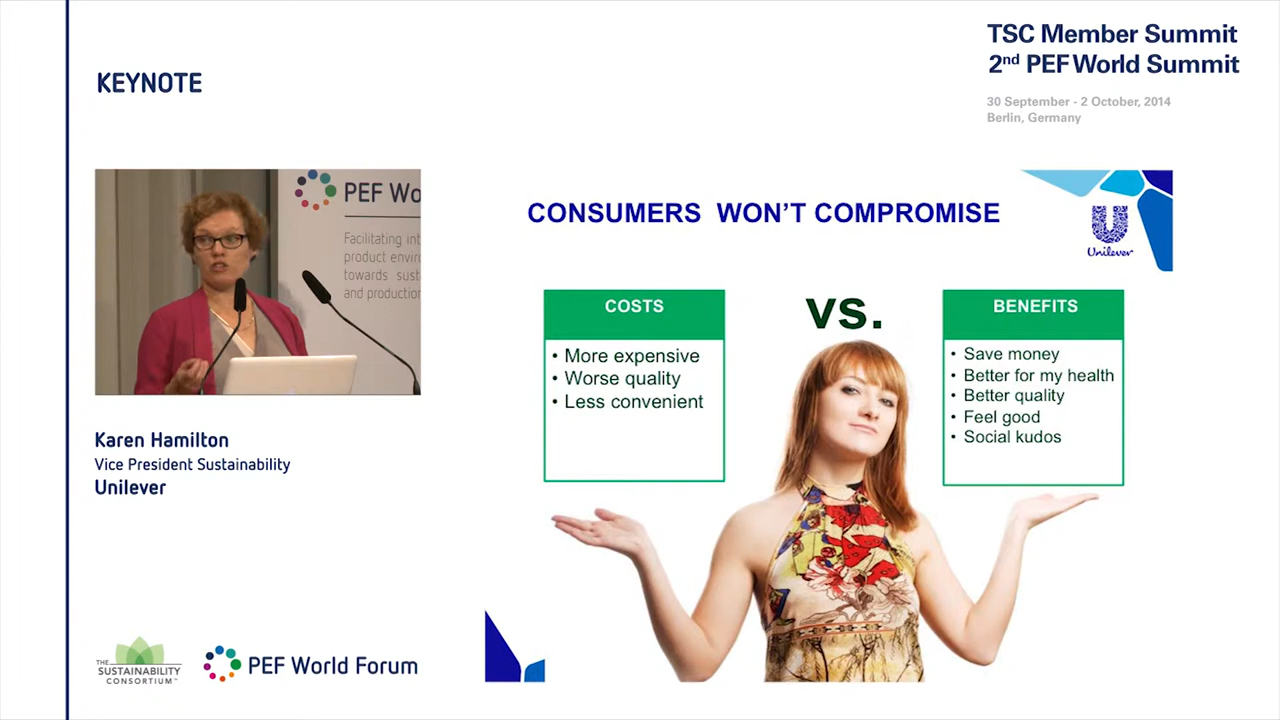 TSC Member Summit
2nd PEF World Summit
30 September - 2 October, 2014
Berlin, Germany
KEYNOTE
PEF Wo
Facilitating int
product enviro
towards sust
and production
Karen Hamilton
Vice President Sustainability
Unilever
CONSUMERS WON'T COMPROMISE
Unilever
COSTS
• More expensive
• Worse quality
• Less convenient
VS.
BENEFITS
• Save money
• Better for my health
• Better quality
• Feel good
• Social kudos
THE
SUSTAINABILITY
CONSORTIUM™
PEF World Forum